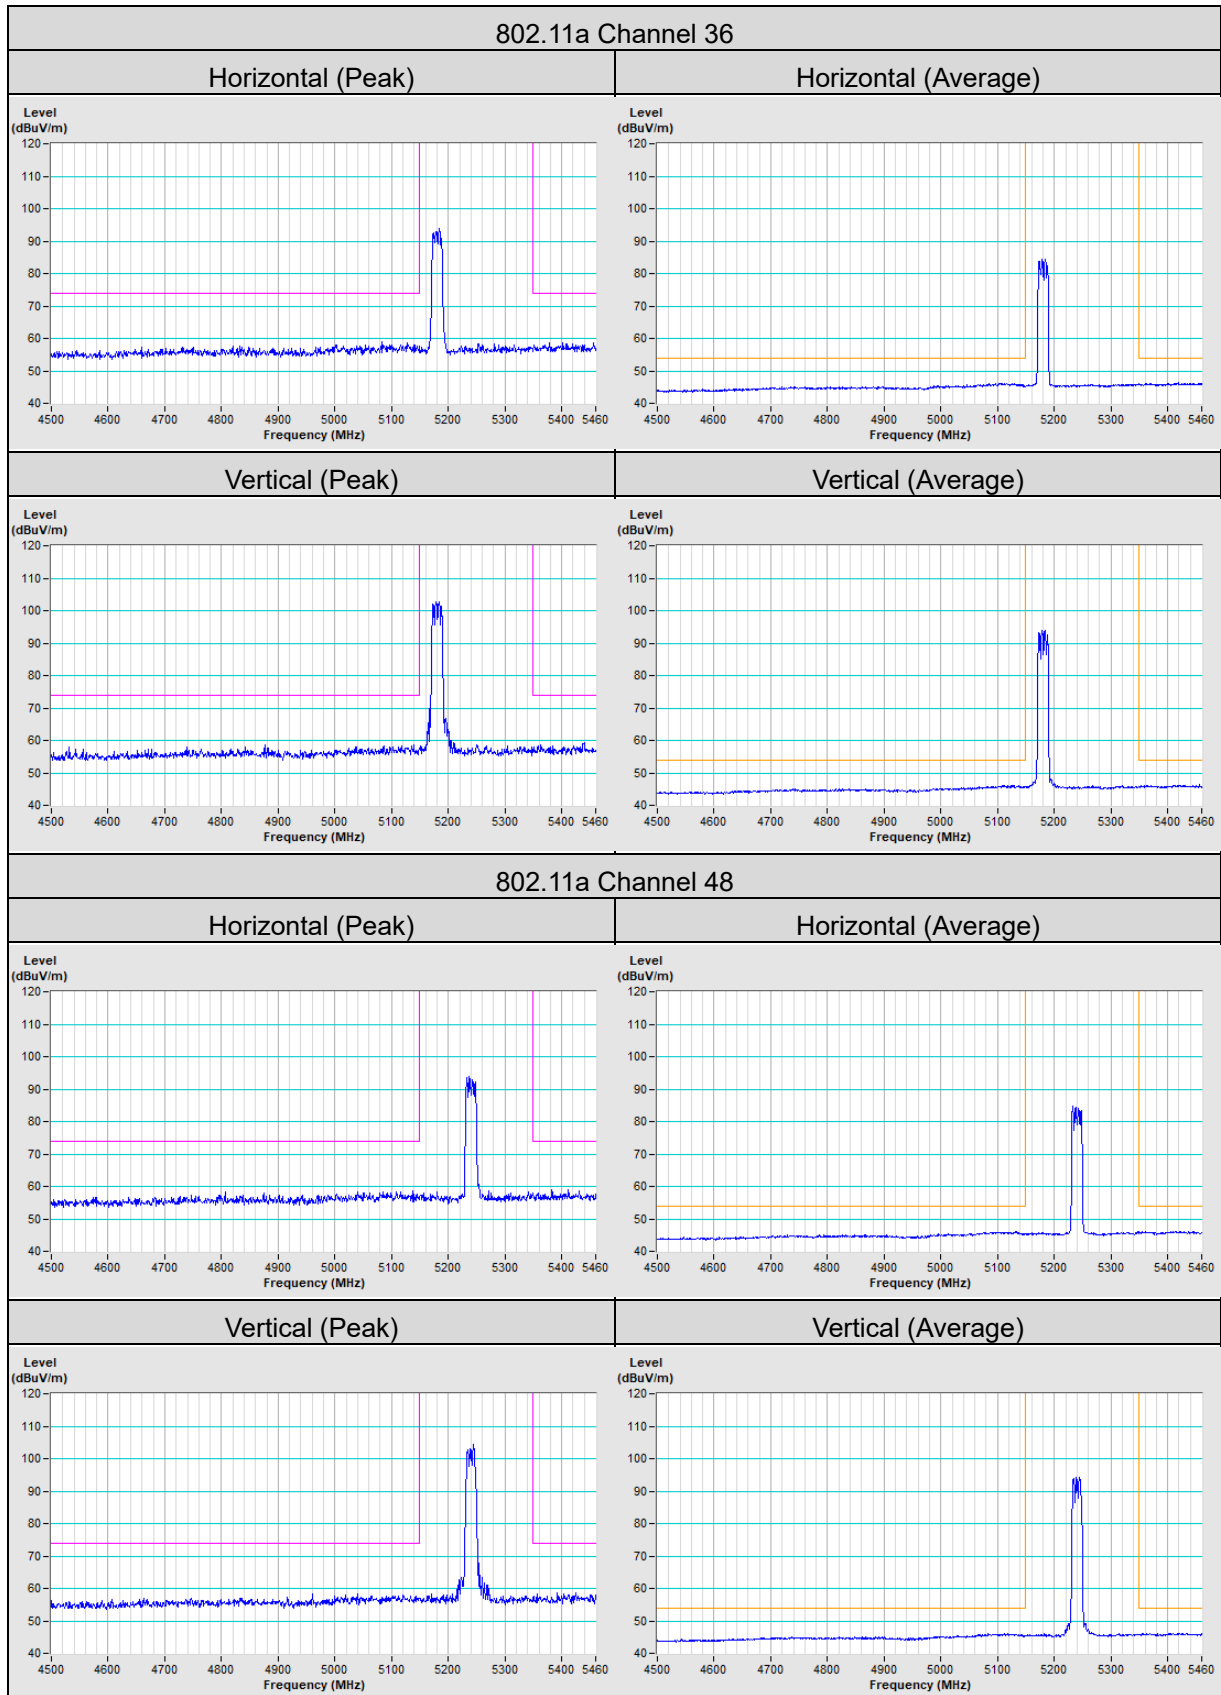 802.11a Channel 36
Horizontal (Peak) Horizontal (Average)
Level Level
(dBuV/m) (dBuV/m)
120 120
110 110
100 100
90 90
80 80
70 70
60 60
50 50
40 40
4500 4600 4700 4800 4900 5000 5100 5200 5300 5400 5460 4500 4600 4700 4800 4900 5000 5100 5200 5300 5400 5460
Frequency (MHz) Frequency (MHz)
Vertical (Peak) Vertical (Average)
Level Level
(dBuV/m) (dBuV/m)
120 120
110 110
100 100
90 90
80 80
70 70
60 60
50 50
40 40
4500 4600 4700 4800 4900 5000 5100 5200 5300 5400 5460 4500 4600 4700 4800 4900 5000 5100 5200 5300 5400 5460
Frequency (MHz) Frequency (MHz)
802.11a Channel 48
Horizontal (Peak) Horizontal (Average)
Level Level
(dBuV/m) (dBuV/m)
120 120
110 110
100 100
90 90
80 80
70 70
60 60
50 50
40 40
4500 4600 4700 4800 4900 5000 5100 5200 5300 5400 5460 4500 4600 4700 4800 4900 5000 5100 5200 5300 5400 5460
Frequency (MHz) Frequency (MHz)
Vertical (Peak) Vertical (Average)
Level Level
(dBuV/m) (dBuV/m)
120 120
110 110
100 100
90 90
80 80
70 70
60 60
50 50
40 40
4500 4600 4700 4800 4900 5000 5100 5200 5300 5400 5460 4500 4600 4700 4800 4900 5000 5100 5200 5300 5400 5460
Frequency (MHz) Frequency (MHz)